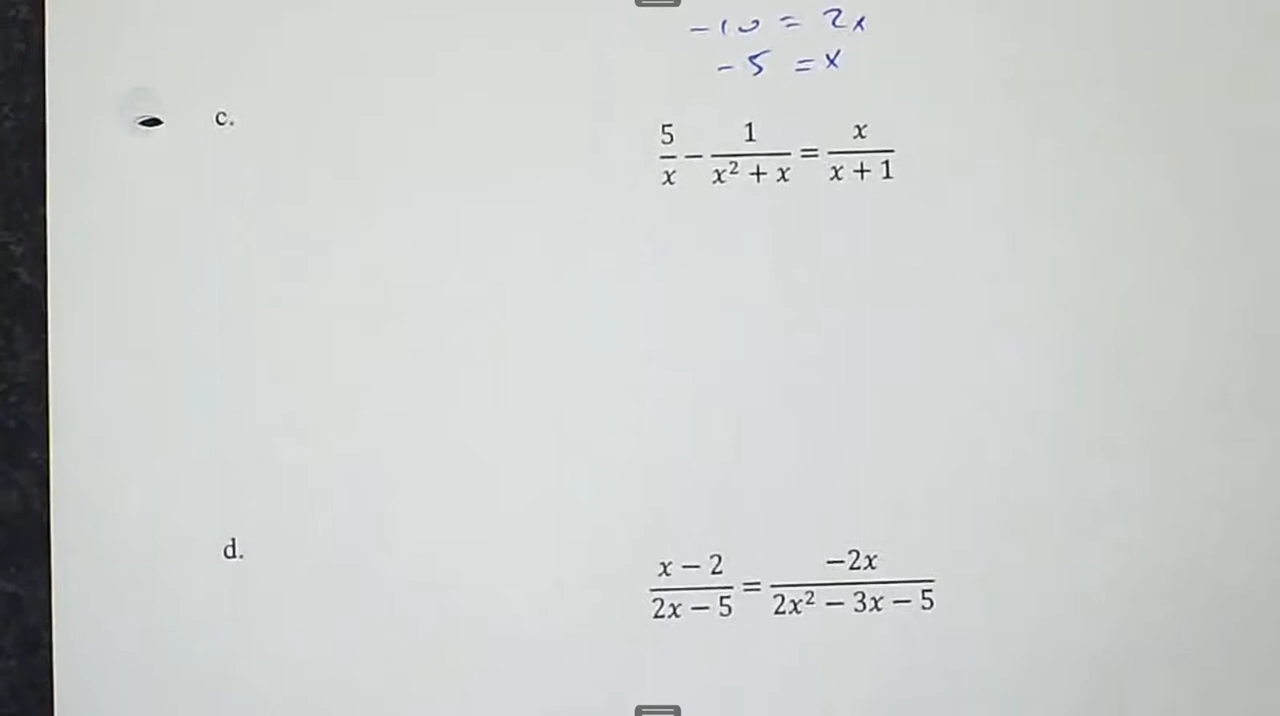 -10 = 2x
-5 = x
c.
5/x - 1/(x² + x) = x/(x + 1)
d.
(x - 2)/(2x - 5) = -2x/(2x² - 3x - 5)